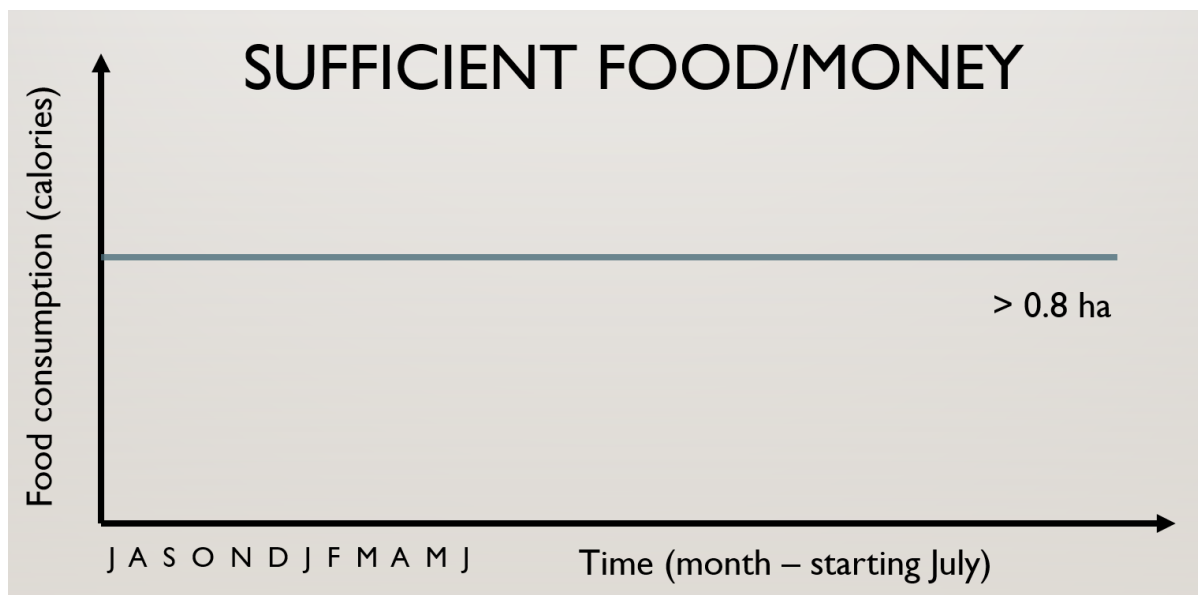 SUFFICIENT FOOD/MONEY
Food consumption (calories)
> 0.8 ha
J A S O N D J F M A M J
Time (month – starting July)